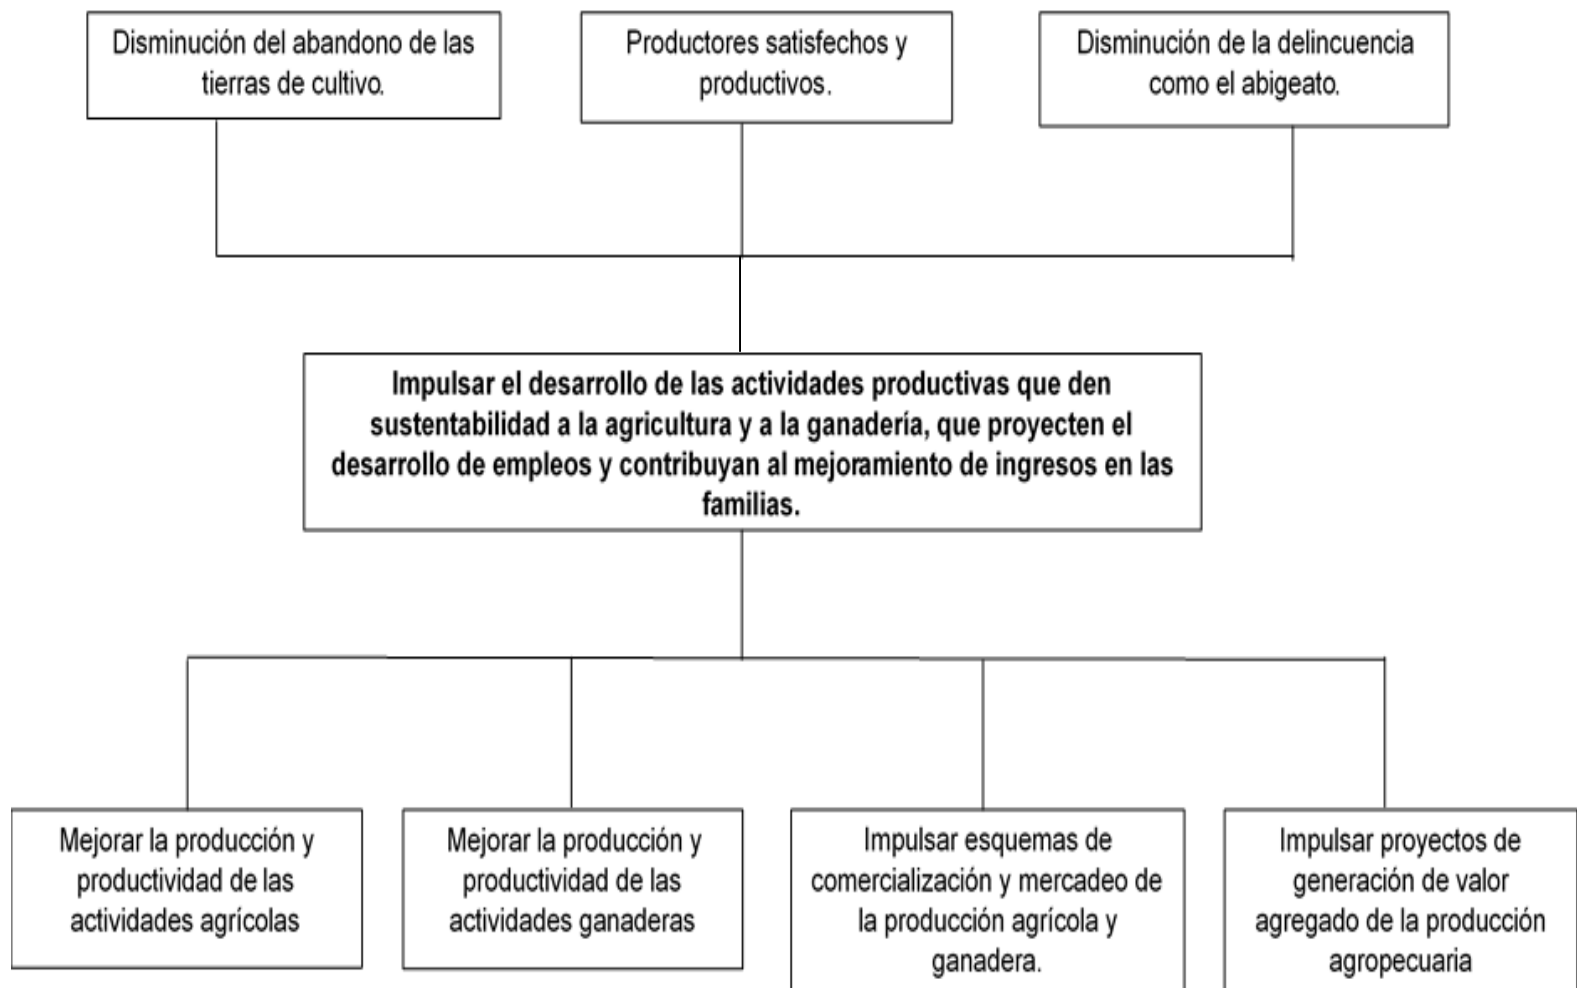 Disminución del abandono de las
tierras de cultivo.
Productores satisfechos y
productivos.
Disminución de la delincuencia
como el abigeato.
Impulsar el desarrollo de las actividades productivas que den
sustentabilidad a la agricultura y a la ganadería, que proyecten el
desarrollo de empleos y contribuyan al mejoramiento de ingresos en las
familias.
Mejorar la producción y
productividad de las
actividades agrícolas
Mejorar la producción y
productividad de las
actividades ganaderas
Impulsar esquemas de
comercialización y mercadeo de
la producción agrícola y
ganadera.
Impulsar proyectos de
generación de valor
agregado de la producción
agropecuaria